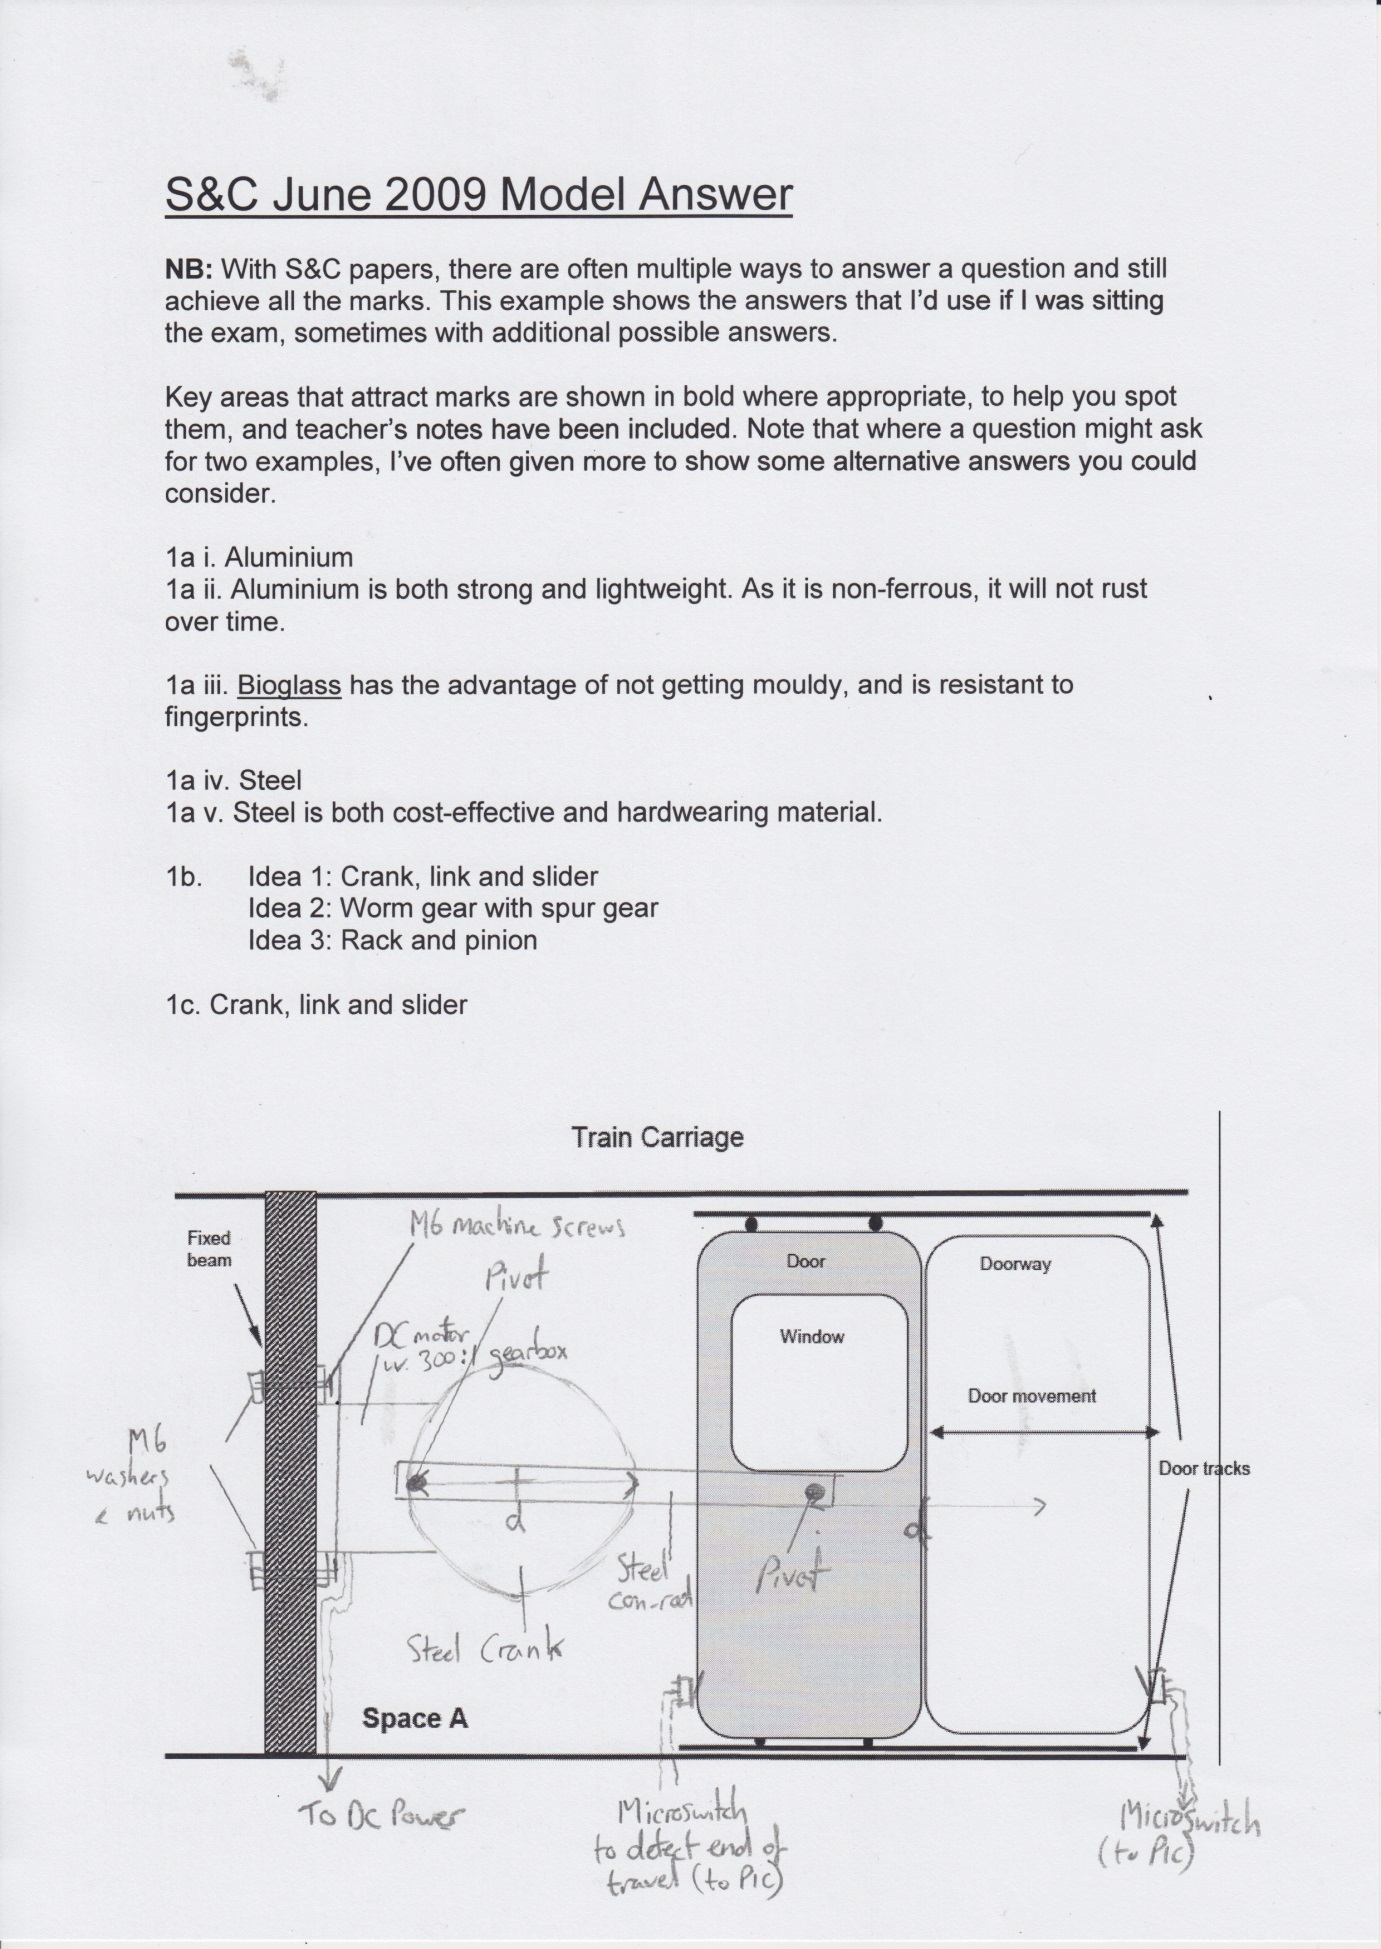 S&C June 2009 Model Answer
NB: With S&C papers, there are often multiple ways to answer a question and still
achieve all the marks. This example shows the answers that I'd use if I was sitting
the exam, sometimes with additional possible answers.
Key areas that attract marks are shown in bold where appropriate, to help you spot
them, and teacher's notes have been included. Note that where a question might ask
for two examples, I've often given more to show some alternative answers you could
consider.
1a i. Aluminium
1a ii. Aluminium is both strong and lightweight. As it is non-ferrous, it will not rust
over time.
1a iii. Bioglass has the advantage of not getting mouldy, and is resistant to
fingerprints.
1a iv. Steel
1a v. Steel is both cost-effective and hardwearing material.
1b. Idea 1: Crank, link and slider
Idea 2: Worm gear with spur gear
Idea 3: Rack and pinion
1c. Crank, link and slider
Train Carriage
Fixed
beam
M6 machine screws
Pivot
DC motor
/w. 300:1 gearbox
Door
Doorway
Window
Door movement
M6
washers
& nuts
Door tracks
d
d
Steel
con-rod
Pivot
Steel Crank
Space A
To DC Power
Microswitch
to detect end of
travel (to PIC)
Microswitch
(to PIC)